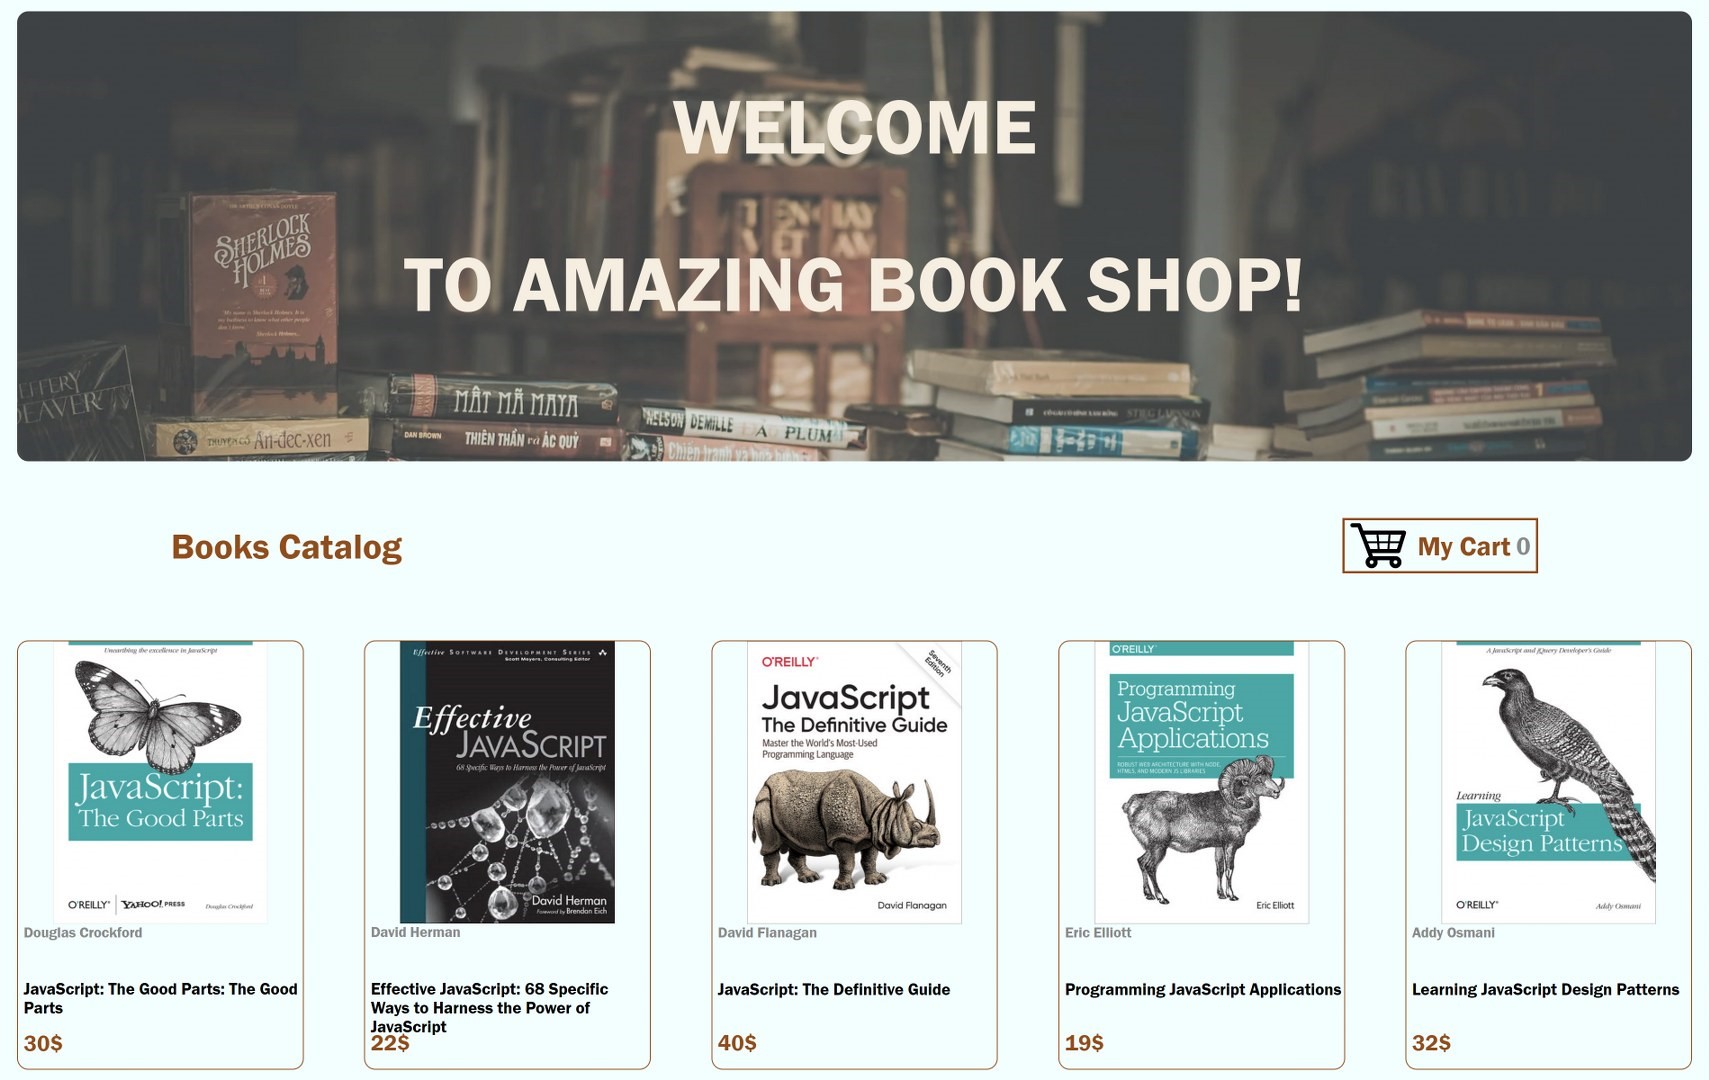 WELCOME
TO AMAZING BOOK SHOP!
SHERLOCK
HOLMES
MẬT MÃ MAYA
DAN BROWN THIÊN THẦN và ÁC QUỶ
TRUYỆN CỔ An-dec-xen
NELSON DEMILLE
PLUM
Books Catalog
My Cart 0
Unearthing the excellence in JavaScript
JavaScript:
The Good Parts
O'REILLY® YAHOO! PRESS Douglas Crockford
Douglas Crockford
JavaScript: The Good Parts: The Good
Parts
30$
Effective SOFTWARE DEVELOPMENT SERIES
Scott Meyers, Consulting Editor
Effective
JAVASCRIPT
68 Specific Ways to Harness the Power of JavaScript
David Herman
Foreword by Brendan Eich
David Herman
Effective JavaScript: 68 Specific
Ways to Harness the Power of
JavaScript
22$
O'REILLY®
Seventh
Edition
JavaScript
The Definitive Guide
Master the World's Most-Used
Programming Language
David Flanagan
David Flanagan
JavaScript: The Definitive Guide
40$
O'REILLY®
Programming
JavaScript
Applications
ROBUST WEB ARCHITECTURE WITH NODE,
HTML5, AND MODERN JS LIBRARIES
Eric Elliott
Eric Elliott
Programming JavaScript Applications
19$
A JavaScript and jQuery Developer's Guide
Learning
JavaScript
Design Patterns
O'REILLY® Addy Osmani
Addy Osmani
Learning JavaScript Design Patterns
32$